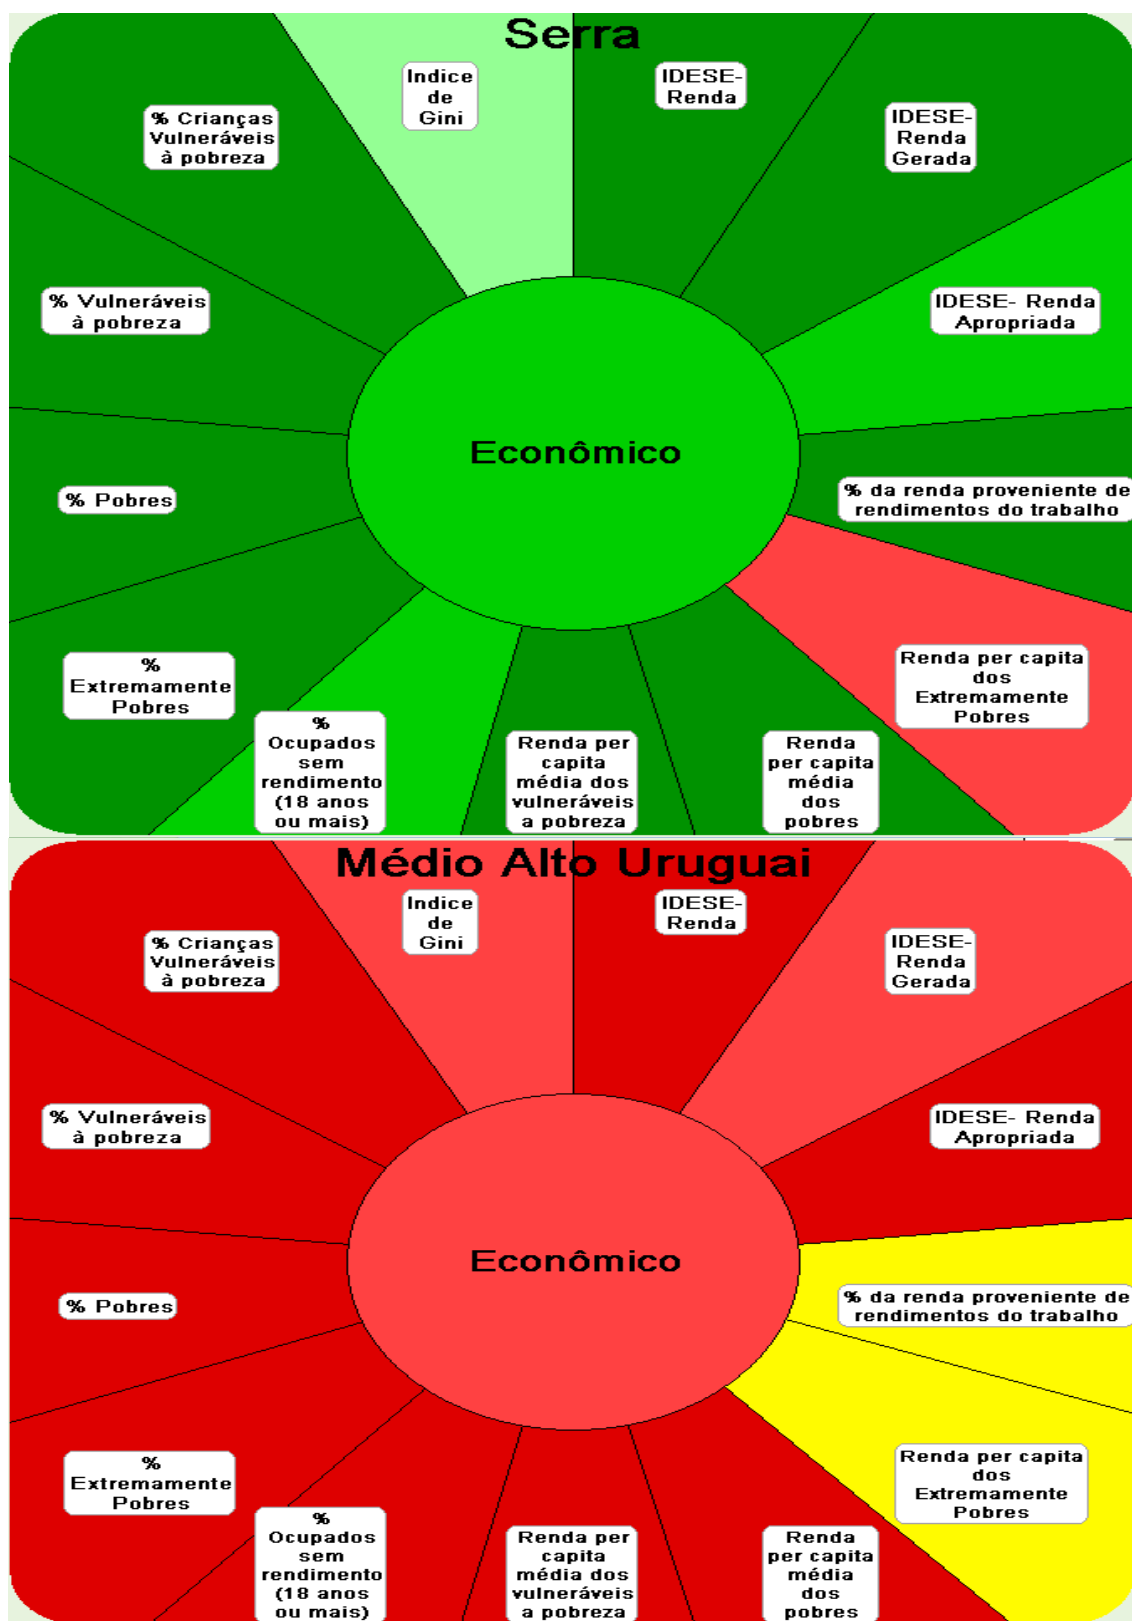 Serra
Indice
de
Gini
IDESE-
Renda
IDESE-
Renda
Gerada
IDESE- Renda
Apropriada
% da renda proveniente de
rendimentos do trabalho
Renda per capita
dos
Extremamente
Pobres
Renda
per capita
média
dos
pobres
Renda per
capita
média dos
vulneráveis
a pobreza
%
Ocupados
sem
rendimento
(18 anos
ou mais)
%
Extremamente
Pobres
% Pobres
% Vulneráveis
à pobreza
% Crianças
Vulneráveis
à pobreza
Econômico
Médio Alto Uruguai
Indice
de
Gini
IDESE-
Renda
IDESE-
Renda
Gerada
IDESE- Renda
Apropriada
% da renda proveniente de
rendimentos do trabalho
Renda per capita
dos
Extremamente
Pobres
Renda
per capita
média
dos
pobres
Renda per
capita
média dos
vulneráveis
a pobreza
%
Ocupados
sem
rendimento
(18 anos
ou mais)
%
Extremamente
Pobres
% Pobres
% Vulneráveis
à pobreza
% Crianças
Vulneráveis
à pobreza
Econômico